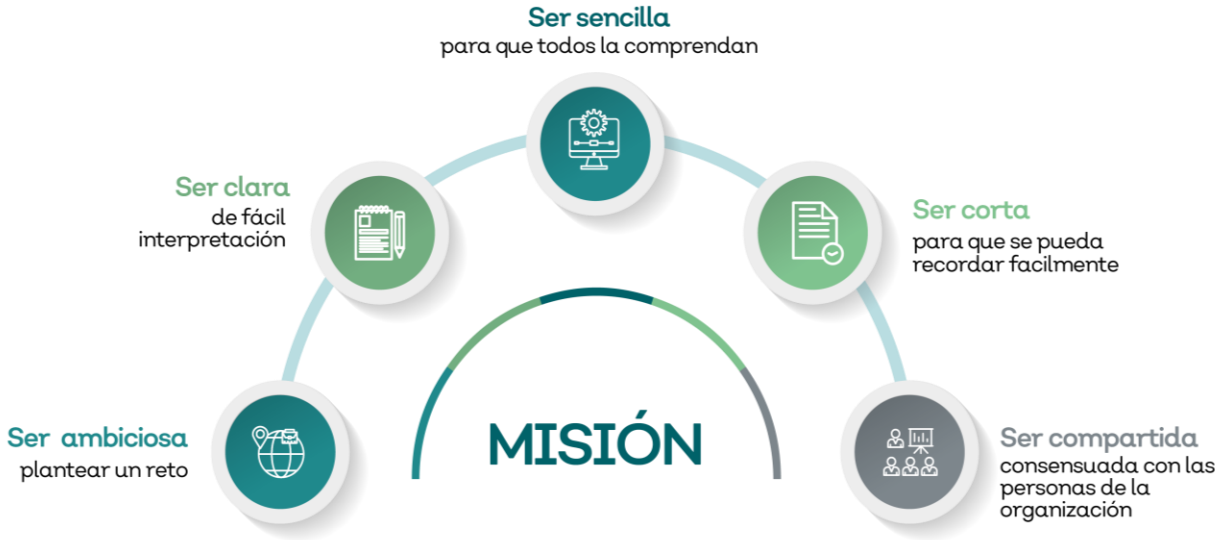 Ser sencilla
para que todos la comprendan
Ser clara
de fácil
interpretación
Ser corta
para que se pueda
recordar facilmente
Ser ambiciosa
plantear un reto
MISIÓN
Ser compartida
consensuada con las
personas de la
organización